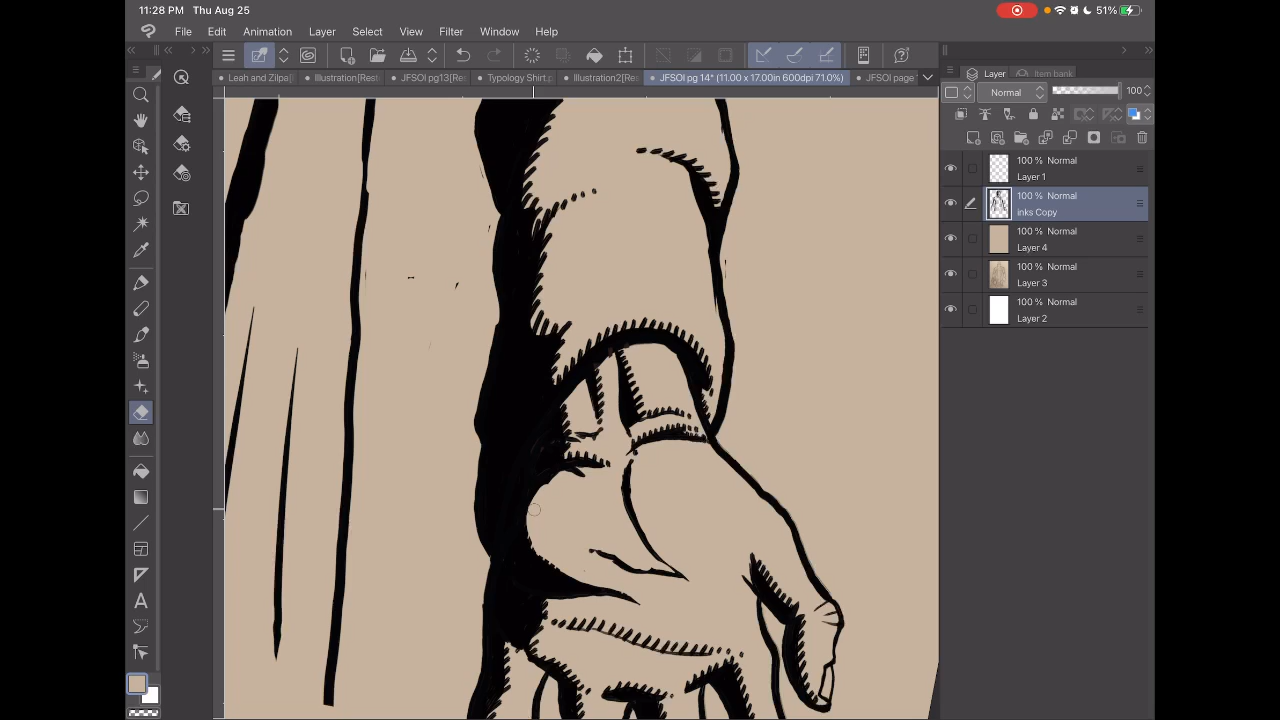 11:28 PM Thu Aug 25
51%
File Edit Animation Layer Select View Filter Window Help
Leah and Zilpa[ Illustration[Rest JFSOI pg13[Re: Typology Shirt.c Illustration2[Re: JFSOI pg 14* (11.00 x 17.00in 600dpi 71.0%) JFSOI page
Layer Item bank
Normal 100
100 % Normal
Layer 1
100 % Normal
inks Copy
100 % Normal
Layer 4
100 % Normal
Layer 3
100 % Normal
Layer 2